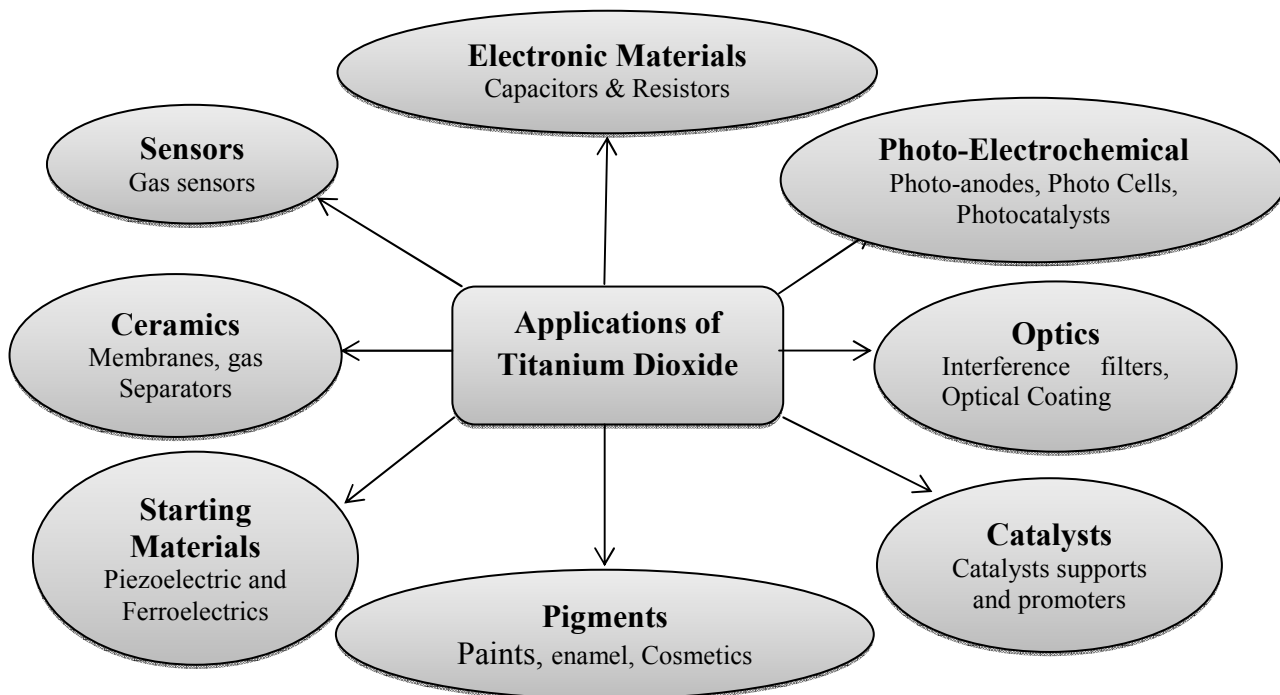 Electronic Materials
Capacitors & Resistors
Sensors
Gas sensors
Photo-Electrochemical
Photo-anodes, Photo Cells,
Photocatalysts
Applications of
Titanium Dioxide
Ceramics
Membranes, gas
Separators
Optics
Interference filters,
Optical Coating
Starting
Materials
Piezoelectric and
Ferroelectrics
Pigments
Paints, enamel, Cosmetics
Catalysts
Catalysts supports
and promoters